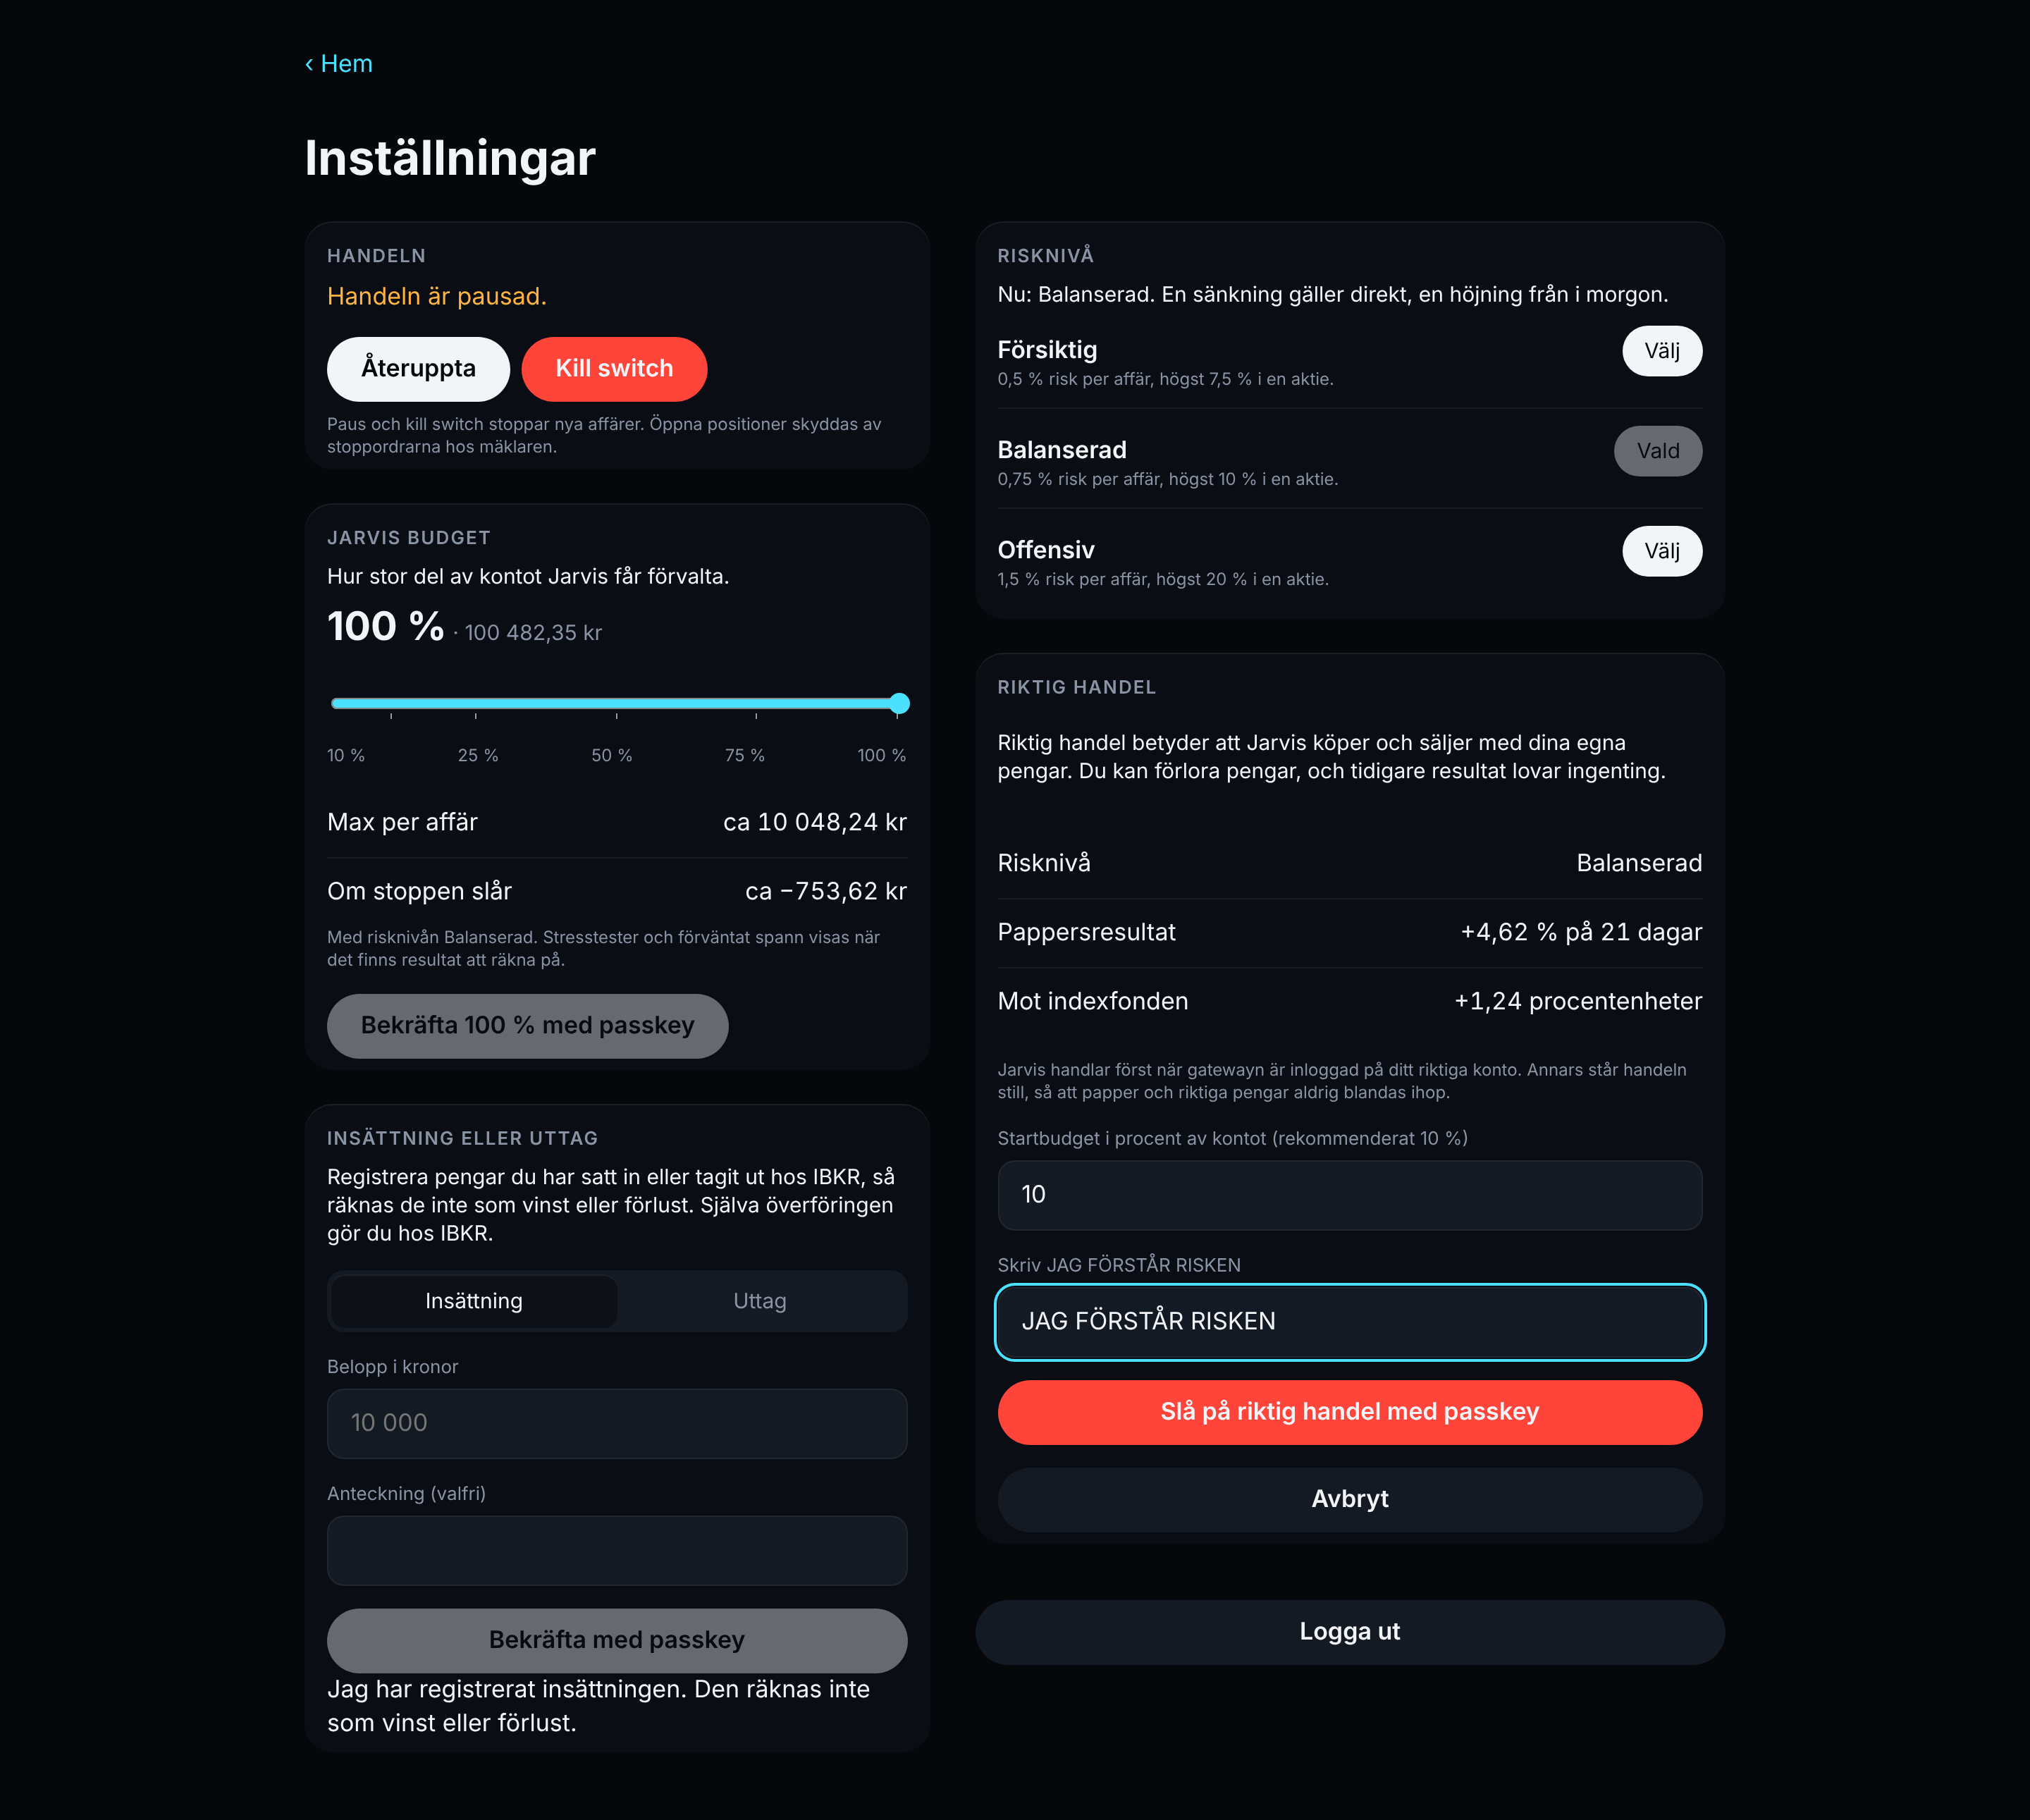 ‹ Hem
Inställningar
HANDELN
Handeln är pausad.
Återuppta
Kill switch
Paus och kill switch stoppar nya affärer. Öppna positioner skyddas av
stoppordrarna hos mäklaren.
JARVIS BUDGET
Hur stor del av kontot Jarvis får förvalta.
100 % · 100 482,35 kr
10 % 25 % 50 % 75 % 100 %
Max per affär ca 10 048,24 kr
Om stoppen slår ca −753,62 kr
Med risknivån Balanserad. Stresstester och förväntat spann visas när
det finns resultat att räkna på.
Bekräfta 100 % med passkey
INSÄTTNING ELLER UTTAG
Registrera pengar du har satt in eller tagit ut hos IBKR, så
räknas de inte som vinst eller förlust. Själva överföringen
gör du hos IBKR.
Insättning Uttag
Belopp i kronor
10 000
Anteckning (valfri)
Bekräfta med passkey
Jag har registrerat insättningen. Den räknas inte
som vinst eller förlust.
RISKNIVÅ
Nu: Balanserad. En sänkning gäller direkt, en höjning från i morgon.
Försiktig Välj
0,5 % risk per affär, högst 7,5 % i en aktie.
Balanserad Vald
0,75 % risk per affär, högst 10 % i en aktie.
Offensiv Välj
1,5 % risk per affär, högst 20 % i en aktie.
RIKTIG HANDEL
Riktig handel betyder att Jarvis köper och säljer med dina egna
pengar. Du kan förlora pengar, och tidigare resultat lovar ingenting.
Risknivå Balanserad
Pappersresultat +4,62 % på 21 dagar
Mot indexfonden +1,24 procentenheter
Jarvis handlar först när gatewayn är inloggad på ditt riktiga konto. Annars står handeln
still, så att papper och riktiga pengar aldrig blandas ihop.
Startbudget i procent av kontot (rekommenderat 10 %)
10
Skriv JAG FÖRSTÅR RISKEN
JAG FÖRSTÅR RISKEN
Slå på riktig handel med passkey
Avbryt
Logga ut